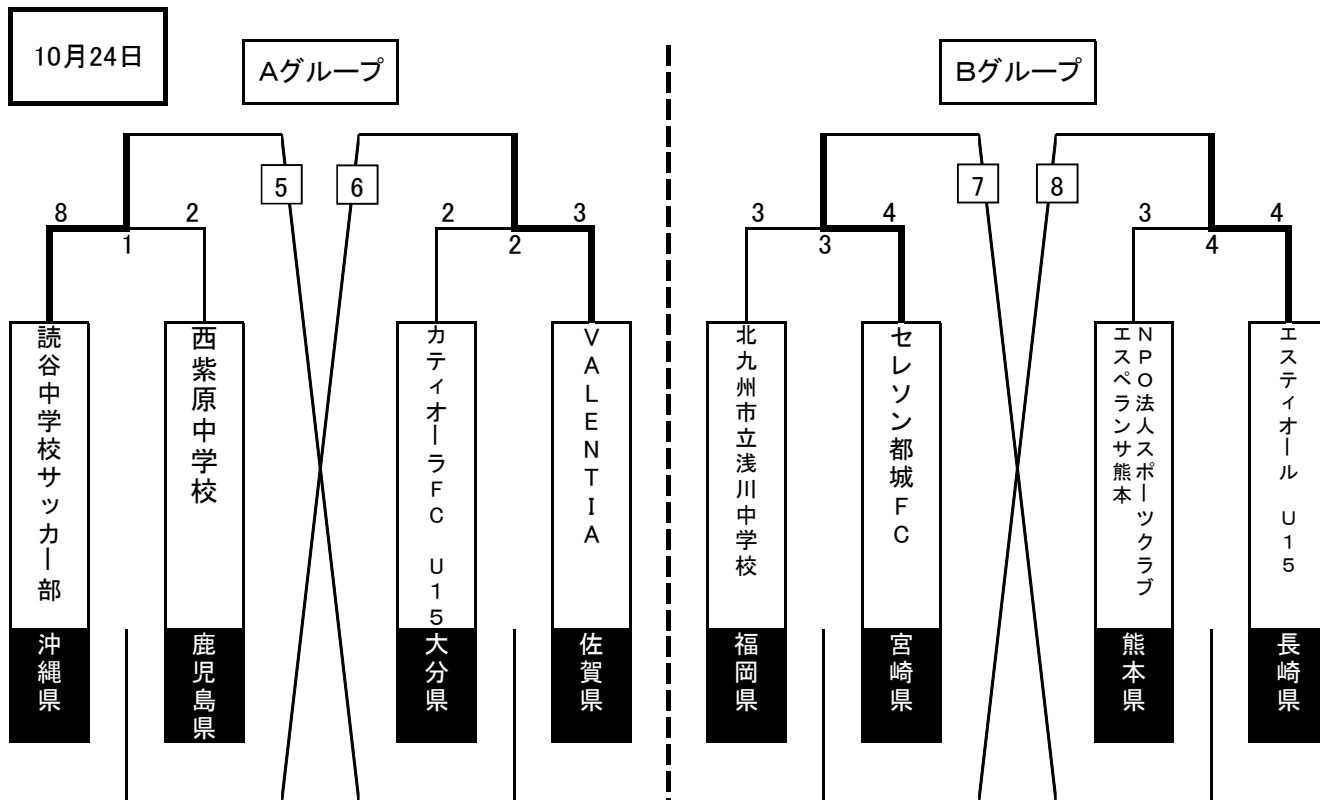 10月24日
Aグループ
Bグループ
5
6
7
8
8
2
2
3
3
4
3
4
1
2
3
4
読谷中学校サッカー部
西紫原中学校
カティオーラFC U15
VALENTIA
北九州市立浅川中学校
セレソン都城FC
NPO法人スポーツクラブ
エスペランサ熊本
エスティオール U15
沖縄県
鹿児島県
大分県
佐賀県
福岡県
宮崎県
熊本県
長崎県